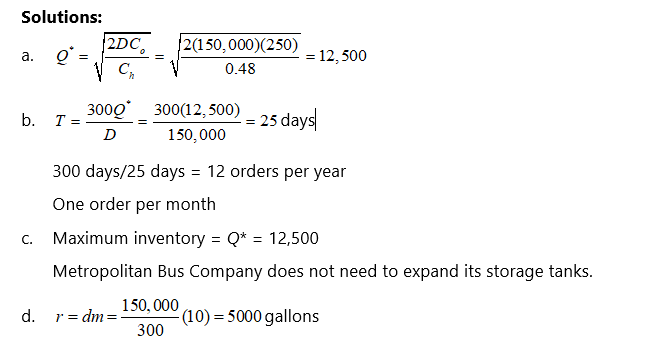 Solutions:
a. Q* = √(2DCₒ / Cₕ) = √(2(150,000)(250) / 0.48) = 12,500
b. T = 300Q* / D = 300(12,500) / 150,000 = 25 days
300 days/25 days = 12 orders per year
One order per month
c. Maximum inventory = Q* = 12,500
Metropolitan Bus Company does not need to expand its storage tanks.
d. r = dm = 150,000 / 300 (10) = 5000 gallons